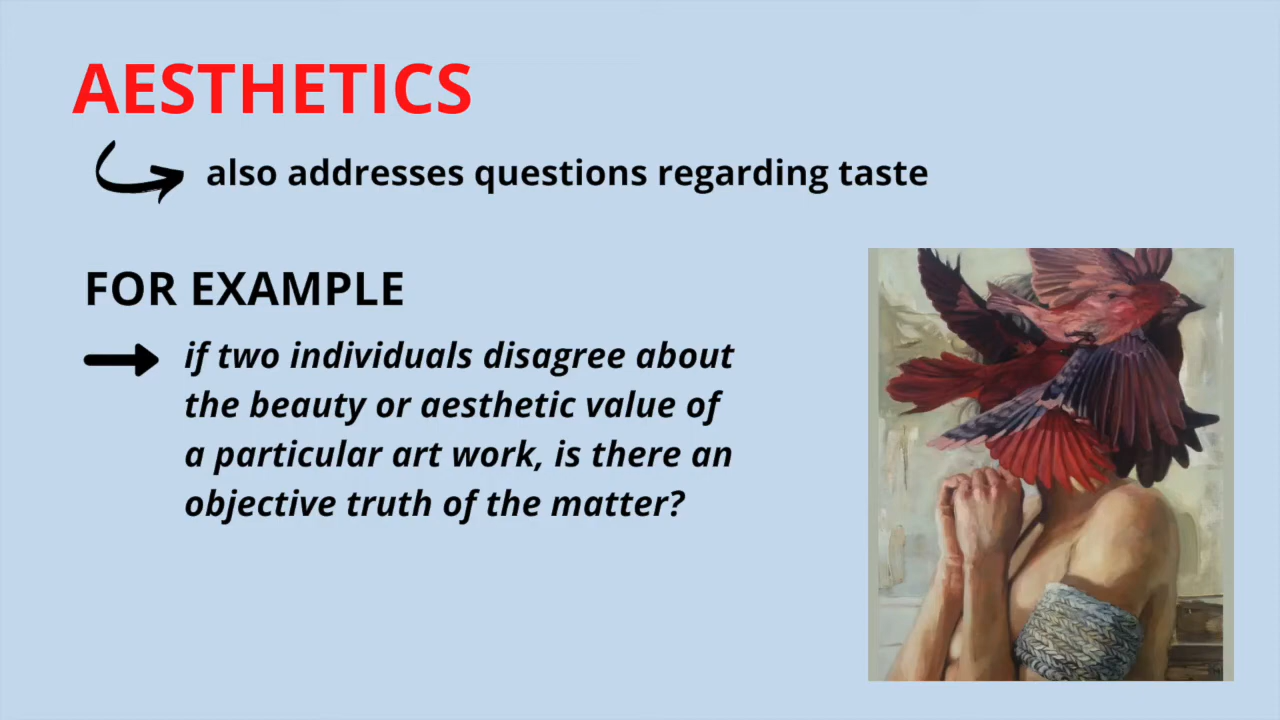 AESTHETICS
also addresses questions regarding taste
FOR EXAMPLE
if two individuals disagree about
the beauty or aesthetic value of
a particular art work, is there an
objective truth of the matter?